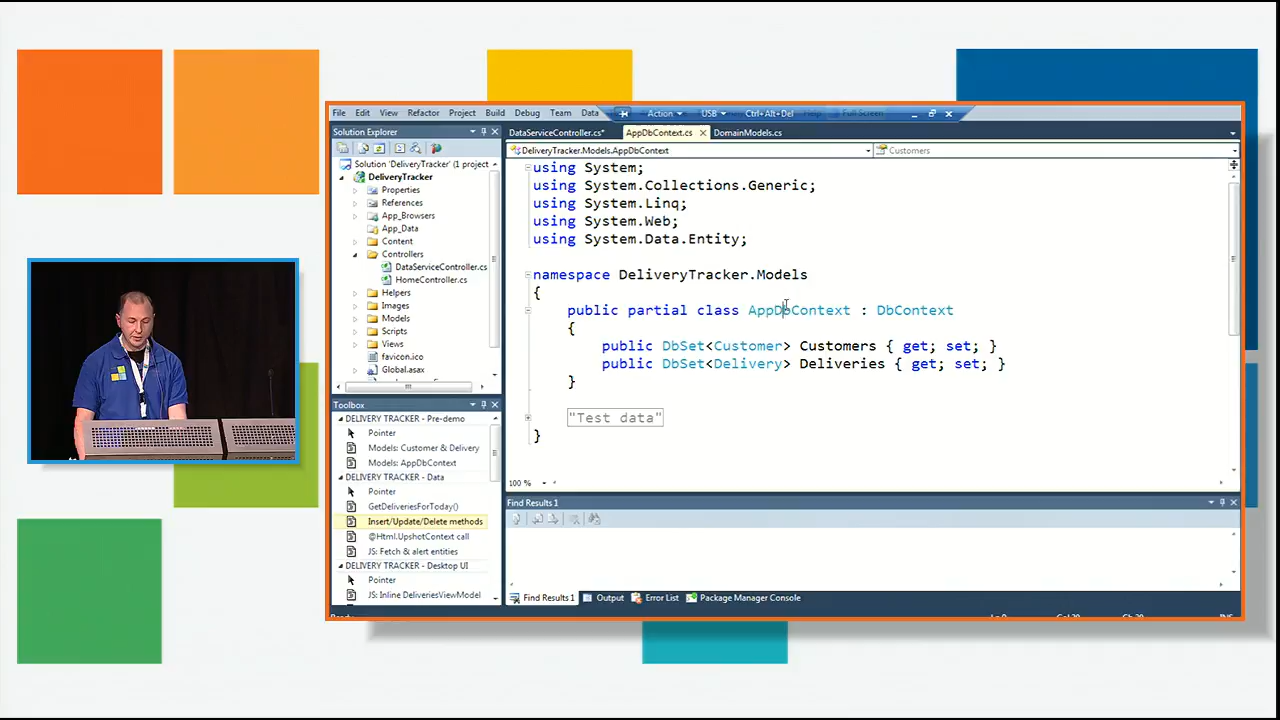 File Edit View Refactor Project Build Debug Team Data Action USB Ctrl+Alt+Del Help Full Screen
Solution Explorer
Solution 'DeliveryTracker' (1 project
DeliveryTracker
Properties
References
App_Browsers
App_Data
Content
Controllers
DataServiceController.cs
HomeController.cs
Helpers
Images
Models
Scripts
Views
favicon.ico
Global.asax
Toolbox
DELIVERY TRACKER - Pre-demo
Pointer
Models: Customer & Delivery
Models: AppDbContext
DELIVERY TRACKER - Data
Pointer
GetDeliveriesForToday()
Insert/Update/Delete methods
@Html.UpshotContext call
JS: Fetch & alert entities
DELIVERY TRACKER - Desktop UI
Pointer
JS: Inline DeliveriesViewModel
DataServiceController.cs* AppDbContext.cs DomainModels.cs
DeliveryTracker.Models.AppDbContext Customers
using System;
using System.Collections.Generic;
using System.Linq;
using System.Web;
using System.Data.Entity;
namespace DeliveryTracker.Models
{
public partial class AppDbContext : DbContext
{
public DbSet<Customer> Customers { get; set; }
public DbSet<Delivery> Deliveries { get; set; }
}
"Test data"
}
100 %
Find Results 1
Find Results 1 Output Error List Package Manager Console